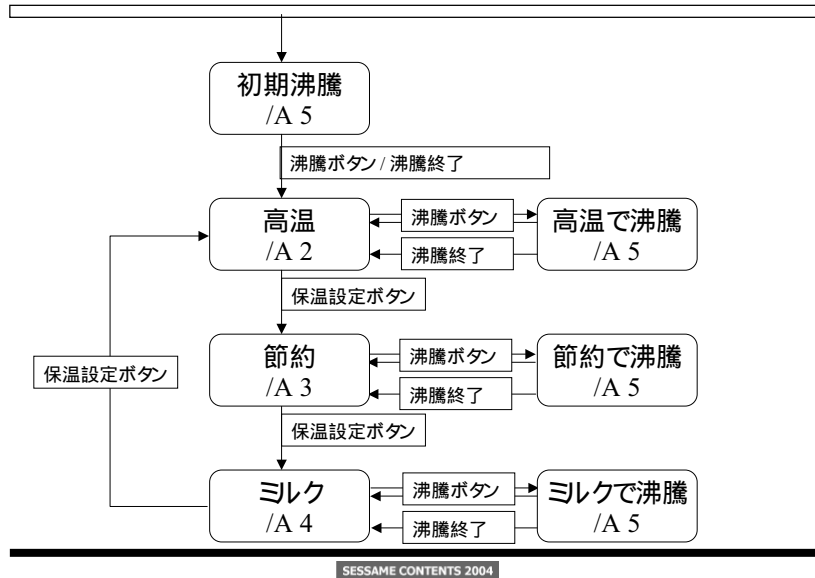 初期沸騰
/A 5
沸騰ボタン / 沸騰終了
高温
/A 2
沸騰ボタン
沸騰終了
高温で沸騰
/A 5
保温設定ボタン
保温設定ボタン
節約
/A 3
沸騰ボタン
沸騰終了
節約で沸騰
/A 5
保温設定ボタン
ミルク
/A 4
沸騰ボタン
沸騰終了
ミルクで沸騰
/A 5
SESSAME CONTENTS 2004